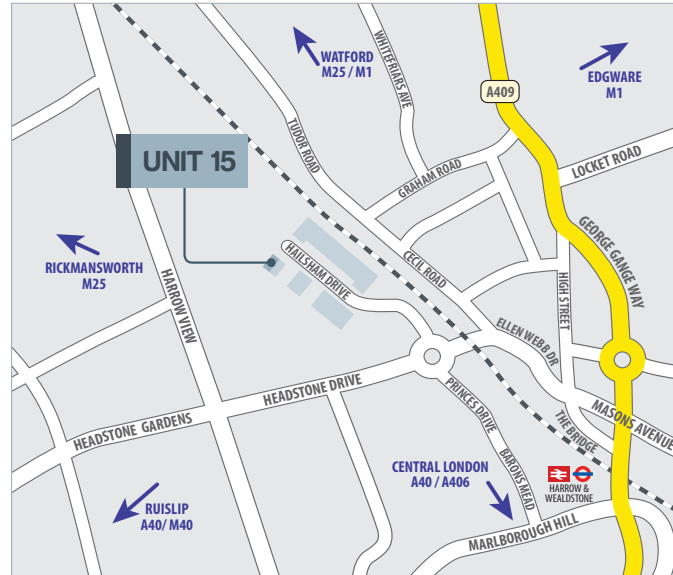 WATFORD
M25 / M1
WHITEFRIARS AVE
A409
EDGWARE
M1
TUDOR ROAD
UNIT 15
GRAHAM ROAD
LOCKET ROAD
RICKMANSWORTH
M25
HARROW VIEW
HAILSHAM DRIVE
CECIL ROAD
HIGH STREET
GEORGE GANGE WAY
ELLEN WEBB DR
HEADSTONE DRIVE
HEADSTONE GARDENS
PRINCES DRIVE
MASONS AVENUE
THE BRIDGE
BARONS MEAD
CENTRAL LONDON
A40 / A406
HARROW &
WEALDSTONE
RUISLIP
A40/ M40
MARLBOROUGH HILL